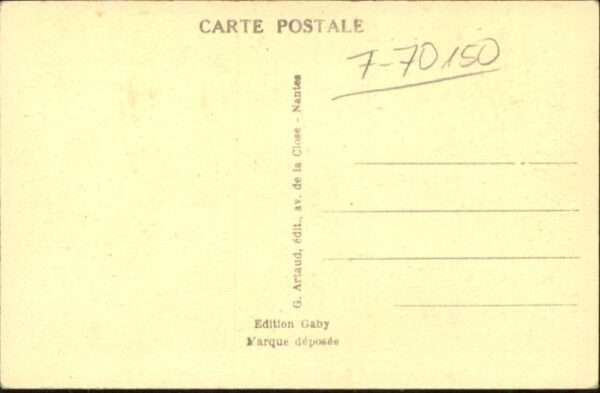 CARTE POSTALE
7-70150
G. Artaud, édit., av. de la Close - Nantes
Edition Gaby
Marque déposée